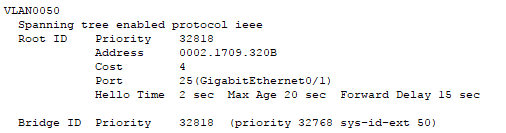 VLAN0050
Spanning tree enabled protocol ieee
Root ID Priority 32818
Address 0002.1709.320B
Cost 4
Port 25(GigabitEthernet0/1)
Hello Time 2 sec Max Age 20 sec Forward Delay 15 sec
Bridge ID Priority 32818 (priority 32768 sys-id-ext 50)